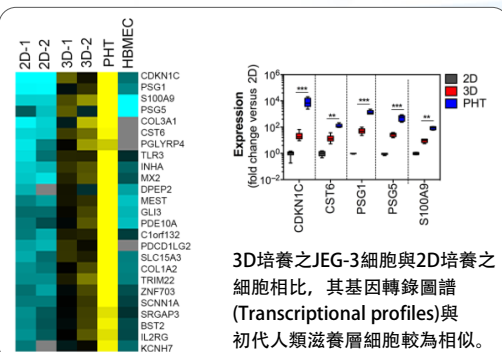 2D-1
2D-2
3D-1
3D-2
PHT
HBMEC
CDKN1C
PSG1
S100A9
PSG5
COL3A1
CST6
PGLYRP4
TLR3
INHA
MX2
DPEP2
MEST
GLI3
PDE10A
C1orf132
PDCD1LG2
SLC15A3
COL1A2
TRIM22
ZNF703
SCNN1A
SRGAP3
BST2
IL2RG
KCNH7
Expression
(fold change versus 2D)
10⁶
10⁴
10²
10⁰
10⁻²
***
**
***
***
**
2D
3D
PHT
CDKN1C
CST6
PSG1
PSG5
S100A9
3D培養之JEG-3細胞與2D培養之
細胞相比，其基因轉錄圖譜
(Transcriptional profiles)與
初代人類滋養層細胞較為相似。